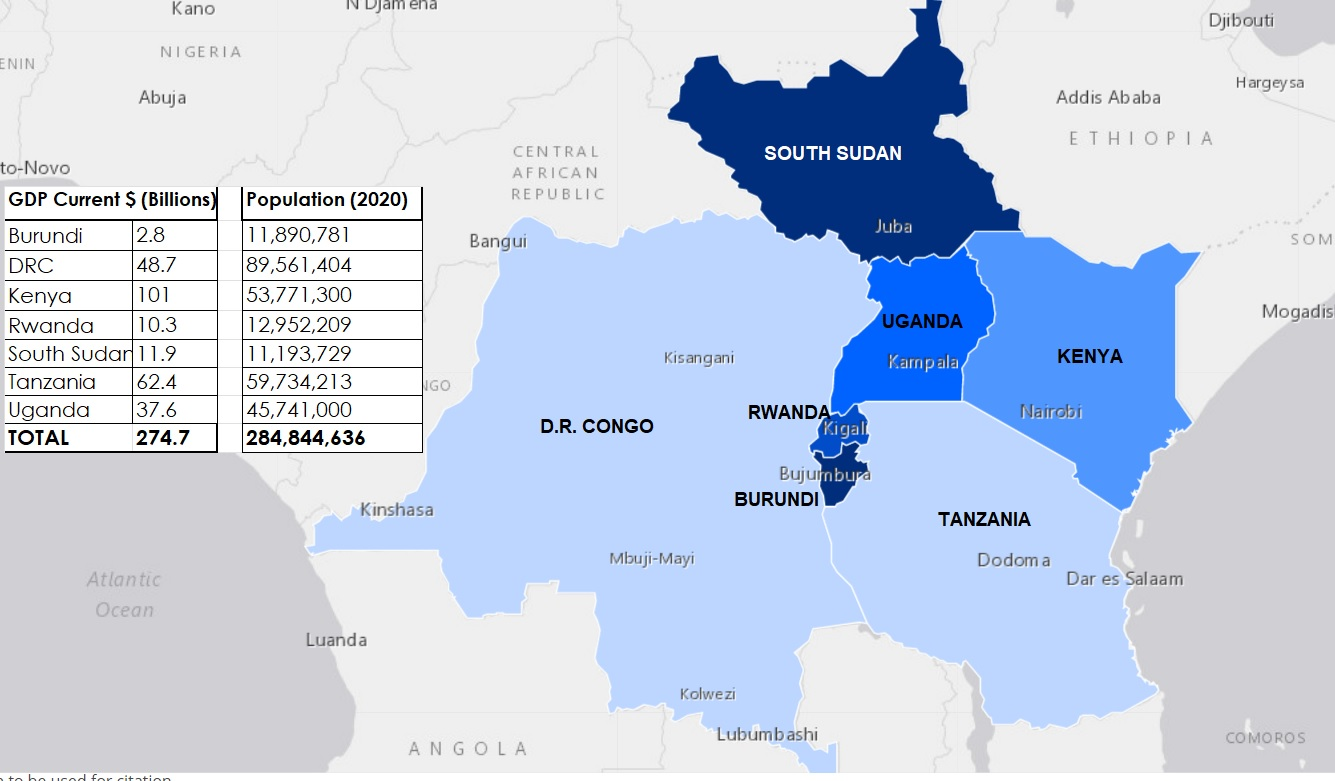 Kano
N'Djamena
Djibouti
NIGERIA
ENIN
Abuja
Addis Ababa
Hargeysa
ETHIOPIA
to-Novo
CENTRAL
AFRICAN
REPUBLIC
SOUTH SUDAN
Juba
Bangui
SOM
Mogadis
GDP Current $ (Billions) Population (2020)
Burundi 2.8 11,890,781
DRC 48.7 89,561,404
Kenya 101 53,771,300
Rwanda 10.3 12,952,209
South Sudan 11.9 11,193,729
Tanzania 62.4 59,734,213
Uganda 37.6 45,741,000
TOTAL 274.7 284,844,636
NGO
UGANDA
Kampala
KENYA
Nairobi
Kisangani
D.R. CONGO
RWANDA
Kigali
Bujumbura
BURUNDI
TANZANIA
Kinshasa
Mbuji-Mayi
Dodoma
Dar es Salaam
Atlantic
Ocean
Luanda
Kolwezi
Lubumbashi
ANGOLA
COMOROS
to be used for citation